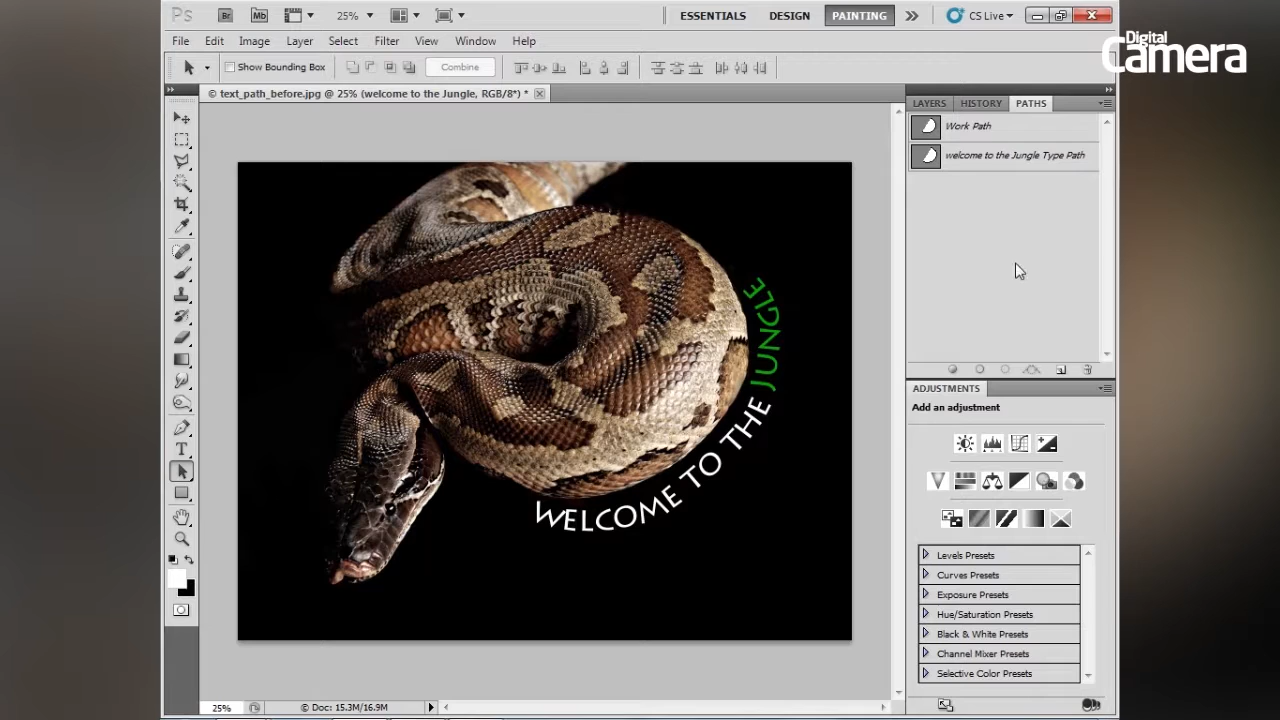 Ps
Br
Mb
25%
ESSENTIALS
DESIGN
PAINTING
CS Live
Digital
Camera
File Edit Image Layer Select Filter View Window Help
Show Bounding Box
Combine
© text_path_before.jpg @ 25% (welcome to the Jungle, RGB/8*) *
LAYERS HISTORY PATHS
Work Path
welcome to the Jungle Type Path
WELCOME TO THE JUNGLE
ADJUSTMENTS
Add an adjustment
Levels Presets
Curves Presets
Exposure Presets
Hue/Saturation Presets
Black & White Presets
Channel Mixer Presets
Selective Color Presets
25%
© Doc: 15.3M/16.9M